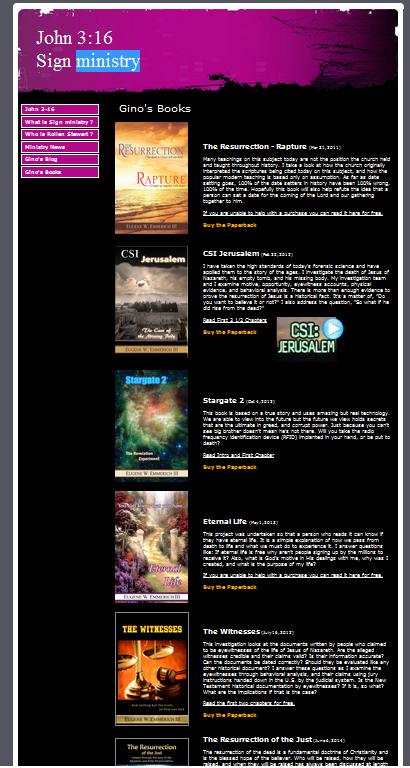 John 3:16
Sign ministry
John 3-16
What is Sign ministry ?
Who is Rollen Stewart ?
Ministry News
Gino's Blog
Gino's Books
Gino's Books
RESURRECTION
RAPTURE
EUGENE W. EMMERICH III
The Resurrection - Rapture (Mar 31, 2011)
Many teachings on this subject today are not the position the church held
and taught throughout history. I take a look at how the church originally
interpreted the scriptures being cited today on this subject, and how the
popular modern teaching is based only on assumption. As far as date
setting goes, 100% of the date setters in history have been 100% wrong,
100% of the time. Hopefully this book will also help refute the idea that a
person can set a date for the coming of the Lord and our gathering
together to him.
If you are unable to help with a purchase you can read it here for free.
Buy the Paperback
CSI
Jerusalem
The Case of
the Missing Body
EUGENE W. EMMERICH III
CSI Jerusalem
I have taken the high standards of today's forensic science and have
applied them to the story of the ages. I investigate the death of Jesus of
Nazareth, his empty tomb, and his missing body. My investigation team
and I examine motive, opportunity, eyewitness accounts, physical
evidence, and behavioral analysis. There is more than enough evidence to
prove the resurrection of Jesus is a historical fact. It's a matter of, "Do
you want to believe it or not?" I also address the question, "So what if he
did rise from the dead?"
Read First 2 1/2 Chapters
Buy the Paperback
CSI:
JERUSALEM
Stargate 2
The Revelation
Experiment
EUGENE W. EMMERICH III
Stargate 2
This book is based on a true story and uses amazing but real technology.
We are able to view into the future but the future we view holds secrets
that are the ultimate in greed, and corrupt power. Just because you can't
see big brother doesn't mean he's not there. Will you take the radio
frequency identification device (RFID) implanted in your hand, or be put to
death?
Read Intro and First Chapter
Buy the Paperback
Eternal
Life
EUGENE W. EMMERICH III
Eternal Life
This project was undertaken so that a person who reads it can know if
they have eternal life. It is a simple explanation of how we pass from
death to life and what we must do to experience it. I answer questions
like: If eternal life is free why aren't people signing up by the millions to
receive it? Also, what is God's motive in His dealings with me, why was I
created, and what is the purpose of my life?
If you are unable to help with a purchase you can read it here for free.
Buy the Paperback
THE WITNESSES
EUGENE W. EMMERICH III
The Witnesses
This investigation looks at the documents written by people who claimed
to be eyewitnesses of the life of Jesus of Nazareth. Are the alleged
witnesses credible and their claims valid? Is their information accurate?
Can the documents be dated correctly? Should they be evaluated like any
other historical document? I answer these questions as I examine the
eyewitnesses through behavioral analysis, and their claims using jury
instructions handed down in the U.S. by the judicial system. Is the New
Testament historical documentation by eyewitnesses? If it is, so what?
What are the implications if that is the case?
Read the first two chapters for free.
Buy the Paperback
The Resurrection
of the Just
The Resurrection of the Just
The resurrection of the dead is a fundamental doctrine of Christianity and
is the blessed hope of the believer. Who will be raised, how they will be
raised, and when they will be raised has always been discussed at length